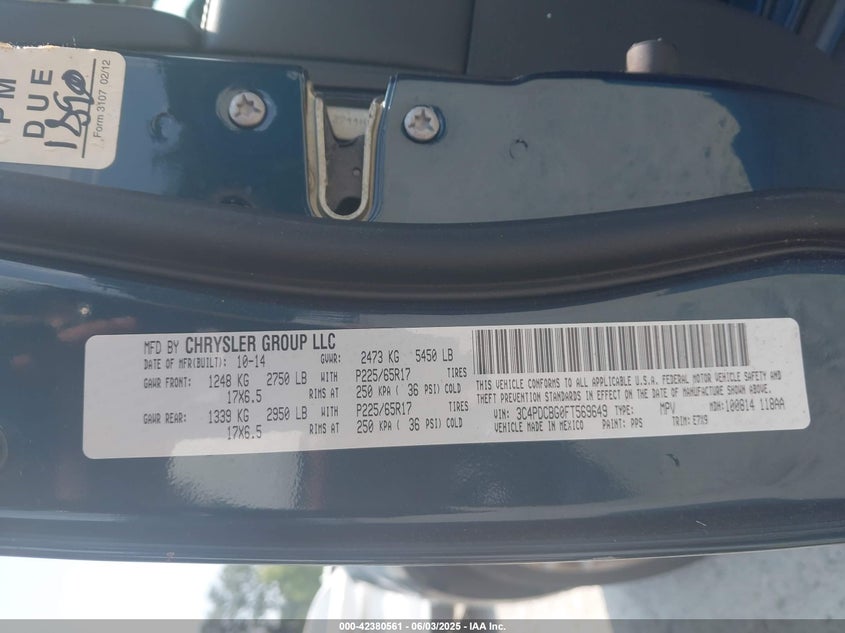 PM
DUE
Form 3107 02/12
MFD BY CHRYSLER GROUP LLC
DATE OF MFR(BUILT): 10-14 GVWR: 2473 KG 5450 LB
GAWR FRONT: 1248 KG 2750 LB WITH P225/65R17 TIRES
17X6.5 RIMS AT 250 KPA ( 36 PSI) COLD
GAWR REAR: 1339 KG 2950 LB WITH P225/65R17 TIRES
17X6.5 RIMS AT 250 KPA ( 36 PSI) COLD
THIS VEHICLE CONFORMS TO ALL APPLICABLE U.S.A. FEDERAL MOTOR VEHICLE SAFETY AND
THEFT PREVENTION STANDARDS IN EFFECT ON THE DATE OF MANUFACTURE SHOWN ABOVE.
VIN: 3C4PDCBG0FT569649 TYPE: MPV MDH: 100814 118AA
VEHICLE MADE IN MEXICO PAINT: PPS TRIM: E7X9
000-42380561 - 06/03/2025 - IAA Inc.